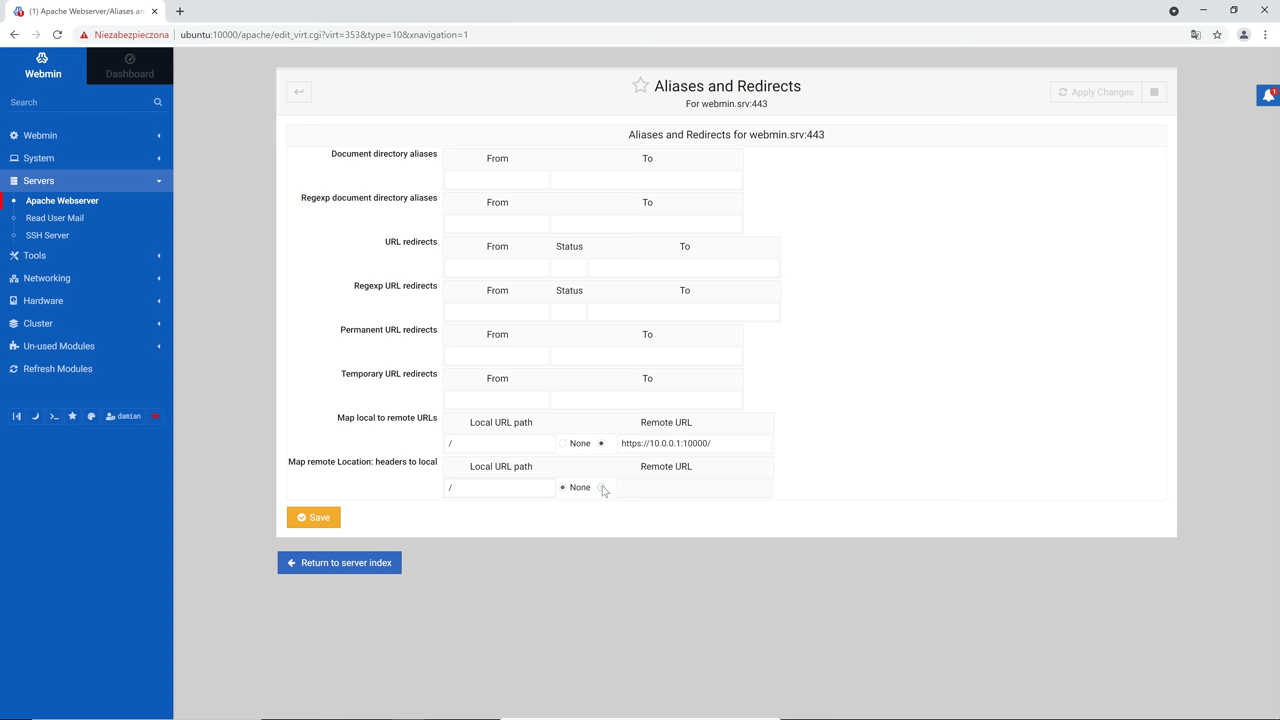 (1) Apache Webserver/Aliases an
Niezabezpieczona
ubuntu:10000/apache/edit_virt.cgi?virt=353&type=10&xnavigation=1
Webmin
Dashboard
Search
Webmin
System
Servers
Apache Webserver
Read User Mail
SSH Server
Tools
Networking
Hardware
Cluster
Un-used Modules
Refresh Modules
damian
Aliases and Redirects
For webmin.srv:443
Apply Changes
1
Aliases and Redirects for webmin.srv:443
Document directory aliases From To
Regexp document directory aliases From To
URL redirects From Status To
Regexp URL redirects From Status To
Permanent URL redirects From To
Temporary URL redirects From To
Map local to remote URLs Local URL path Remote URL
/ None https://10.0.0.1:10000/
Map remote Location: headers to local Local URL path Remote URL
/ None
Save
Return to server index